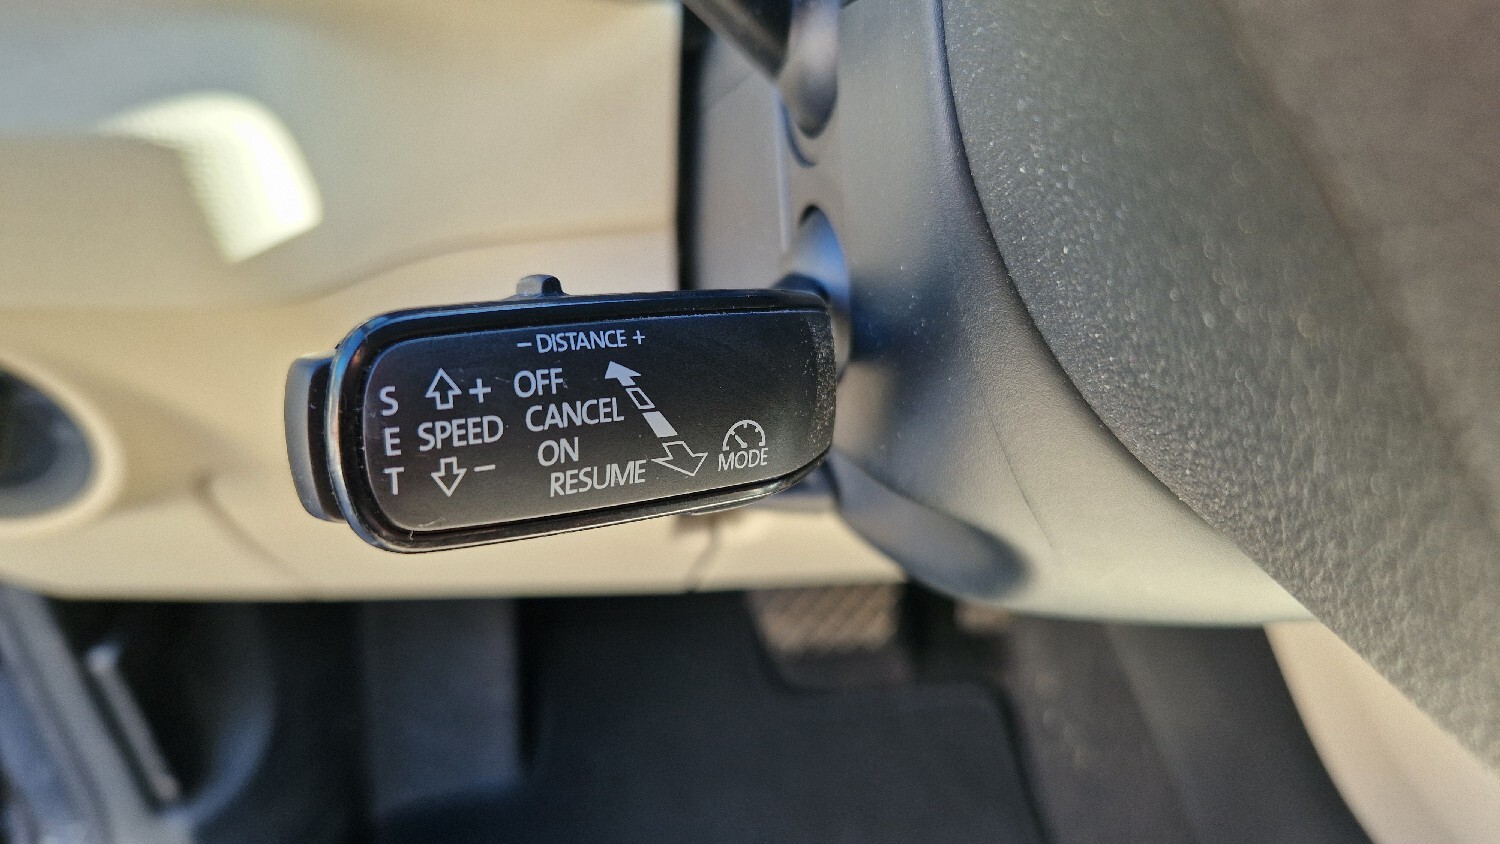 − DISTANCE +
S
E
T
+
SPEED
−
OFF
CANCEL
ON
RESUME
MODE